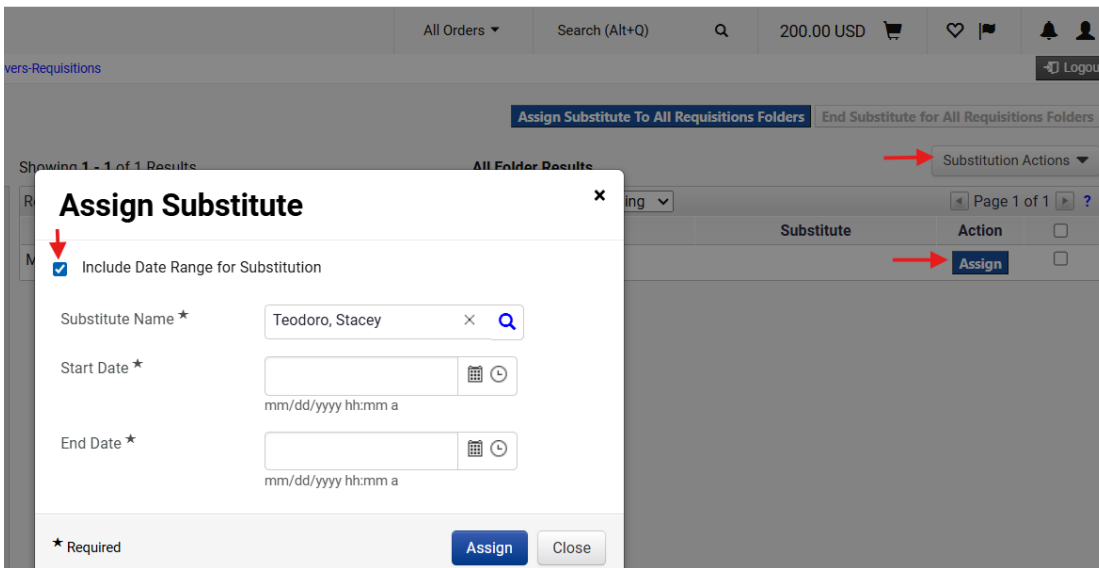 All Orders
Search (Alt+Q)
200.00 USD
vers-Requisitions
Logou
Assign Substitute To All Requisitions Folders
End Substitute for All Requisitions Folders
Showing 1 - 1 of 1 Results
All Folder Results
Substitution Actions
ing
Page 1 of 1 ?
Substitute
Action
Assign
Assign Substitute
×
Include Date Range for Substitution
Substitute Name ★
Teodoro, Stacey
Start Date ★
mm/dd/yyyy hh:mm a
End Date ★
mm/dd/yyyy hh:mm a
★ Required
Assign
Close